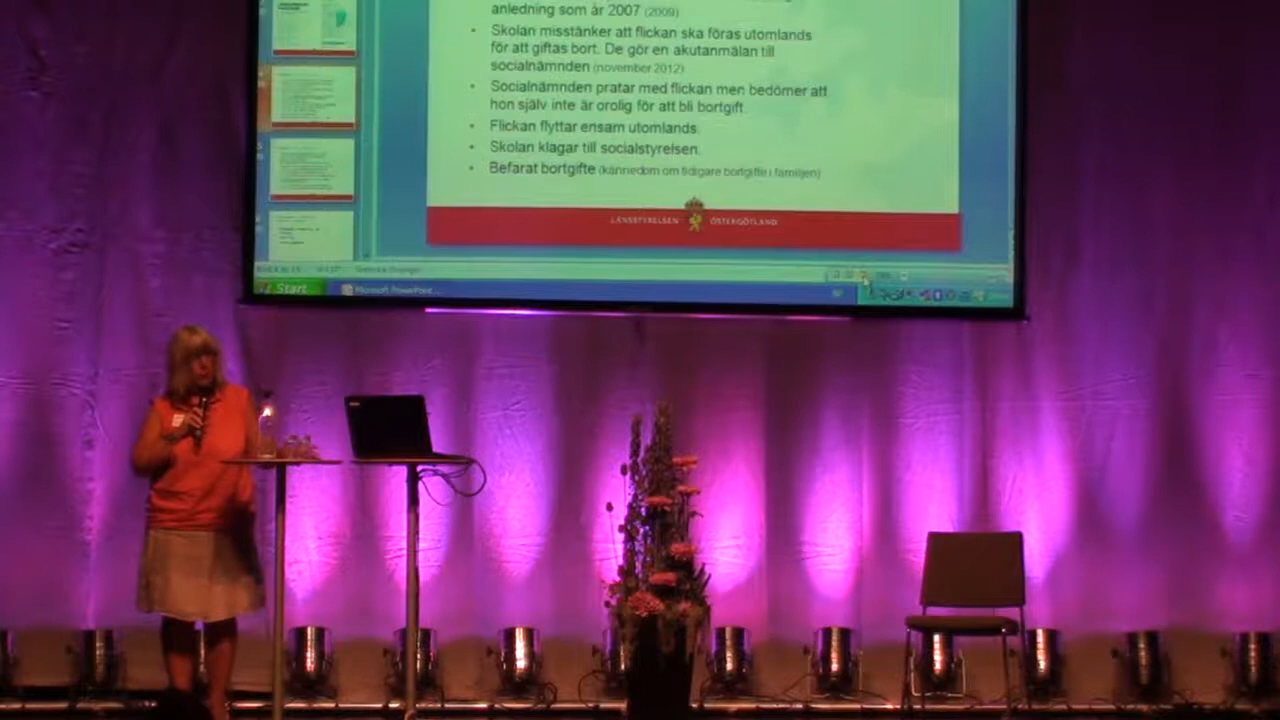 anledning som år 2007 (2009)
• Skolan misstänker att flickan ska föras utomlands
för att giftas bort. De gör en akutanmälan till
socialnämnden (november 2012)
• Socialnämnden pratar med flickan men bedömer att
hon själv inte är orolig för att bli bortgift.
• Flickan flyttar ensam utomlands.
• Skolan klagar till socialstyrelsen.
• Befarat bortgifte (kännedom om tidigare bortgifte i familjen)
LÄNSSTYRELSEN ÖSTERGÖTLAND
Start
Microsoft PowerPoint ...